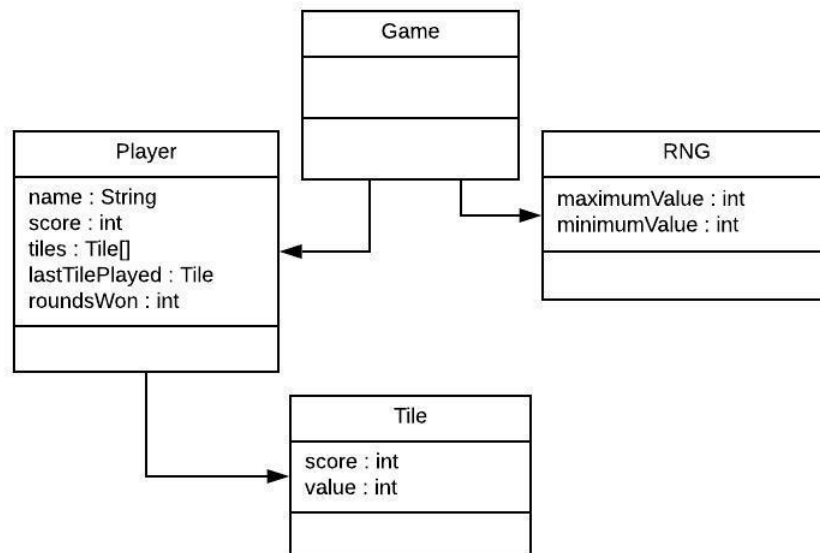 Game
Player
name : String
score : int
tiles : Tile[]
lastTilePlayed : Tile
roundsWon : int
RNG
maximumValue : int
minimumValue : int
Tile
score : int
value : int